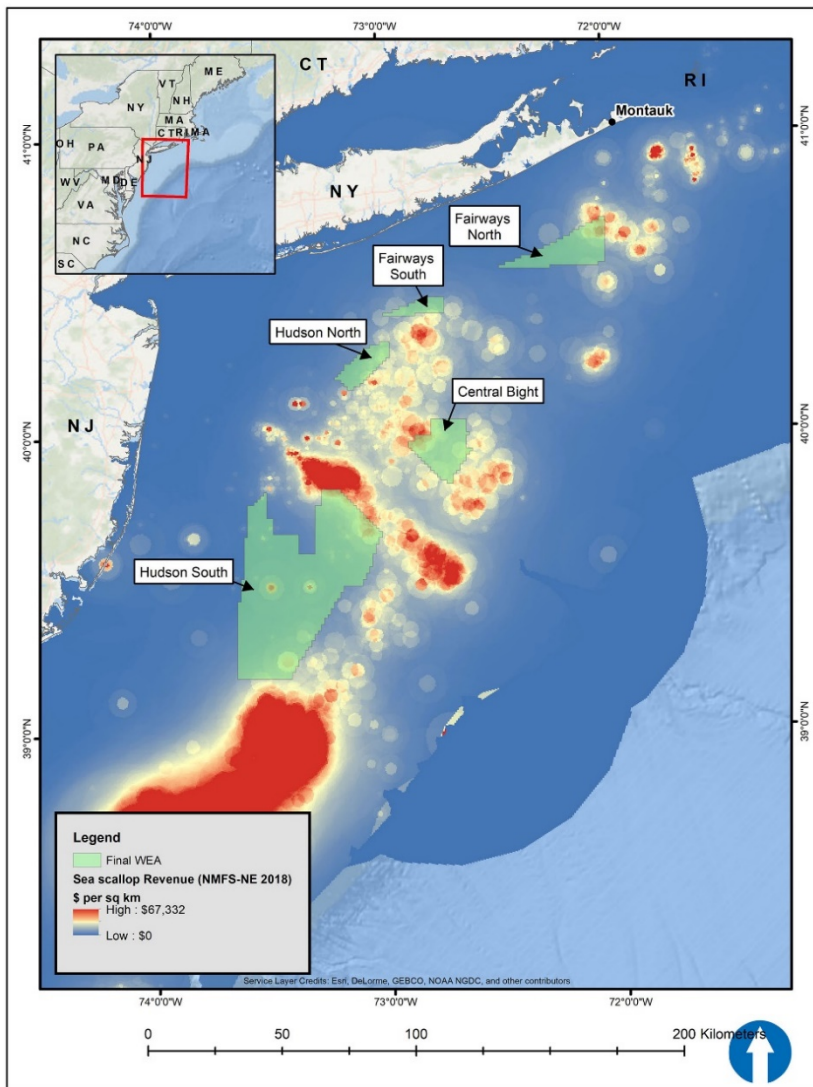 74°0'0"W
73°0'0"W
72°0'0"W
ME
VT
NH
NY
MA
CT
RI
MA
OH
PA
NJ
WV
MD
DE
VA
NC
SC
CT
RI
Montauk
NY
NJ
Fairways
North
Fairways
South
Hudson North
Central Bight
Hudson South
41°0'0"N
41°0'0"N
40°0'0"N
40°0'0"N
39°0'0"N
39°0'0"N
Legend
Final WEA
Sea scallop Revenue (NMFS-NE 2018)
$ per sq km
High : $67,332
Low : $0
Service Layer Credits: Esri, DeLorme, GEBCO, NOAA NGDC, and other contributors
74°0'0"W
73°0'0"W
72°0'0"W
0
50
100
200 Kilometers